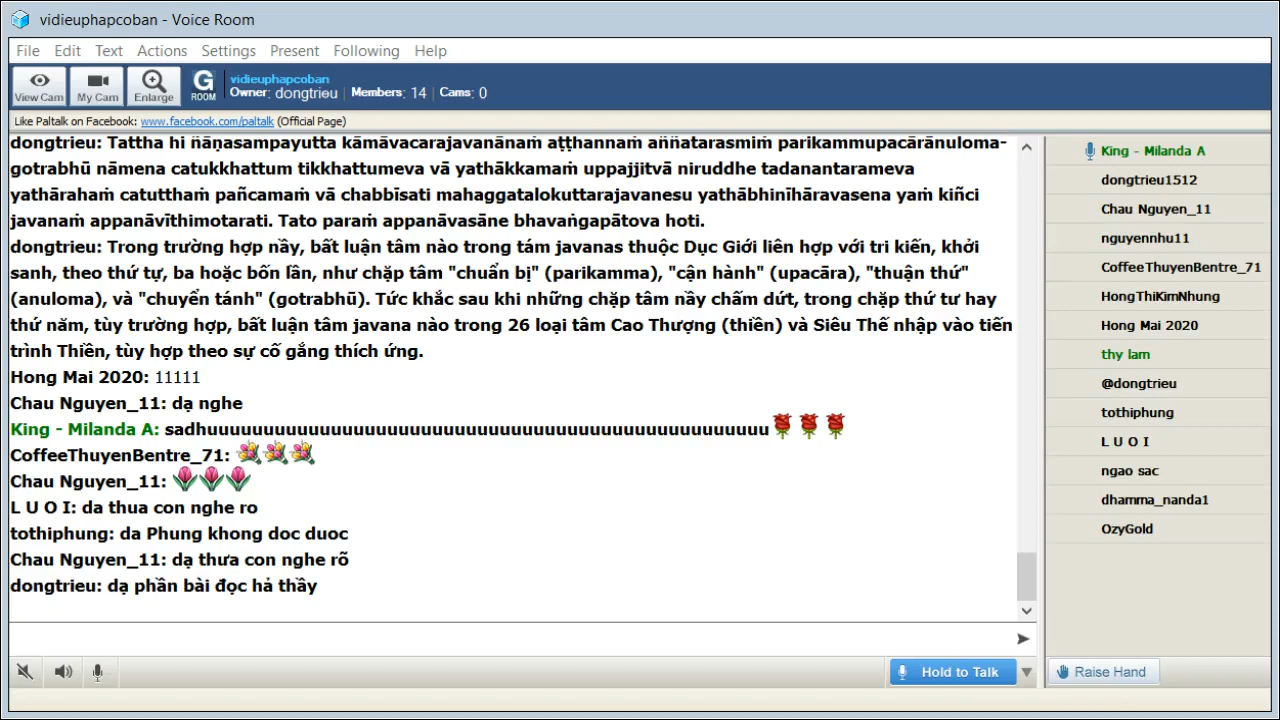 vidieuphapcoban - Voice Room
File Edit Text Actions Settings Present Following Help
View Cam My Cam Enlarge G ROOM
vidieuphapcoban
Owner: dongtrieu | Members: 14 | Cams: 0
Like Paltalk on Facebook: www.facebook.com/paltalk (Official Page)
dongtrieu: Tattha hi ñāṇasampayutta kāmāvacarajavanānaṁ aṭṭhannaṁ aññatarasmiṁ parikammupacārānuloma-
gotrabhū nāmena catukkhattum tikkhattumeva vā yathākkamaṁ uppajjitvā niruddhe tadanantarameva
yathārahaṁ catutthaṁ pañcamaṁ vā chabbīsati mahaggatalokuttarajavanesu yathābhinīhāravasena yaṁ kiñci
javanaṁ appanāvīthimotarati. Tato paraṁ appanāvasāne bhavaṅgapātova hoti.
dongtrieu: Trong trường hợp nầy, bất luận tâm nào trong tám javanas thuộc Dục Giới liên hợp với tri kiến, khởi
sanh, theo thứ tự, ba hoặc bốn lần, như chặp tâm "chuẩn bị" (parikamma), "cận hành" (upacāra), "thuận thứ"
(anuloma), và "chuyển tánh" (gotrabhū). Tức khắc sau khi những chặp tâm nầy chấm dứt, trong chặp thứ tư hay
thứ năm, tùy trường hợp, bất luận tâm javana nào trong 26 loại tâm Cao Thượng (thiền) và Siêu Thế nhập vào tiến
trình Thiền, tùy hợp theo sự cố gắng thích ứng.
Hong Mai 2020: 11111
Chau Nguyen_11: dạ nghe
King - Milanda A: sadhuuuuuuuuuuuuuuuuuuuuuuuuuuuuuuuuuuuuuuuuuuuuuuuuuu
CoffeeThuyenBentre_71:
Chau Nguyen_11:
L U O I: da thua con nghe ro
tothiphung: da Phung khong doc duoc
Chau Nguyen_11: dạ thưa con nghe rõ
dongtrieu: dạ phần bài đọc hả thầy
Hold to Talk
King - Milanda A
dongtrieu1512
Chau Nguyen_11
nguyennhu11
CoffeeThuyenBentre_71
HongThiKimNhung
Hong Mai 2020
thy lam
@dongtrieu
tothiphung
L U O I
ngao sac
dhamma_nanda1
OzyGold
Raise Hand